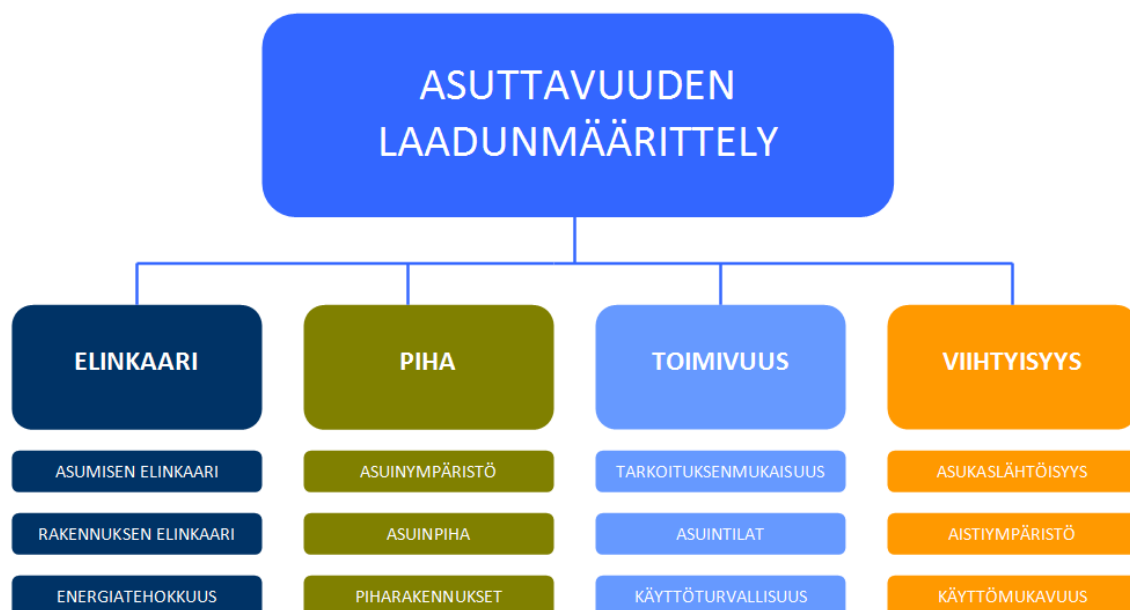 ASUTTAVUUDEN
LAADUNMÄÄRITTELY
ELINKAARI
PIHA
TOIMIVUUS
VIIHTYISYYS
ASUMISEN ELINKAARI
ASUINYMPÄRISTÖ
TARKOITUKSENMUKAISUUS
ASUKASLÄHTÖISYYS
RAKENNUKSEN ELINKAARI
ASUINPIHA
ASUINTILAT
AISTIYMPÄRISTÖ
ENERGIATEHOKKUUS
PIHARAKENNUKSET
KÄYTTÖTURVALLISUUS
KÄYTTÖMUKAVUUS